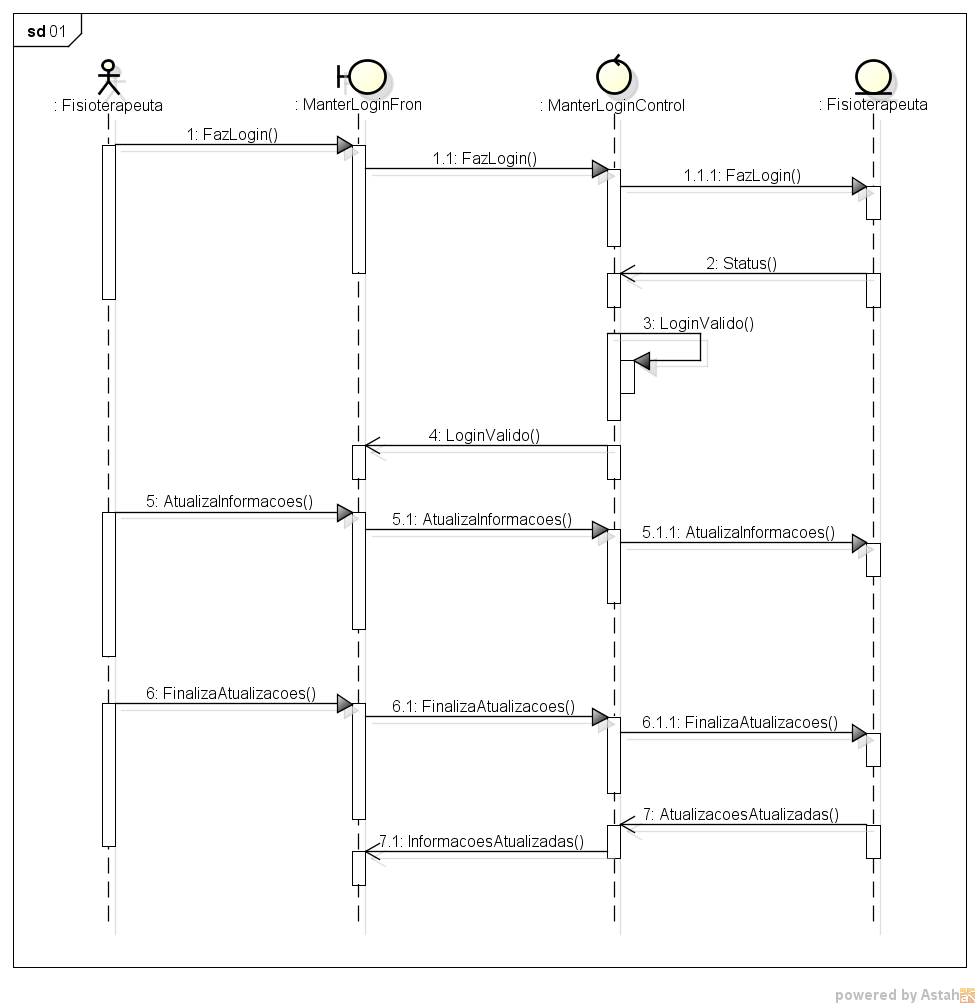 sd 01
: Fisioterapeuta
: ManterLoginFron
: ManterLoginControl
: Fisioterapeuta
1: FazLogin()
1.1: FazLogin()
1.1.1: FazLogin()
2: Status()
3: LoginValido()
4: LoginValido()
5: AtualizaInformacoes()
5.1: AtualizaInformacoes()
5.1.1: AtualizaInformacoes()
6: FinalizaAtualizacoes()
6.1: FinalizaAtualizacoes()
6.1.1: FinalizaAtualizacoes()
7: AtualizacoesAtualizadas()
7.1: InformacoesAtualizadas()
powered by Astah